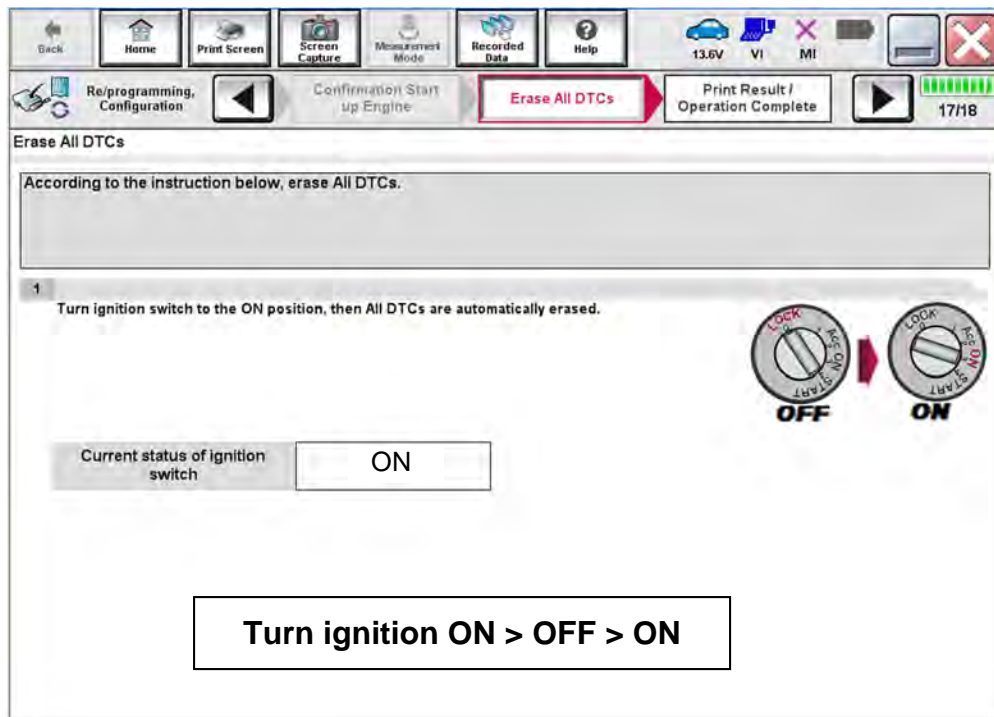 Back
Home
Print Screen
Screen
Capture
Measurement
Mode
Recorded
Data
Help
13.6V
VI
MI
Re/programming,
Configuration
Confirmation Start
up Engine
Erase All DTCs
Print Result /
Operation Complete
17/18
Erase All DTCs
According to the instruction below, erase All DTCs.
1
Turn ignition switch to the ON position, then All DTCs are automatically erased.
LOCK
Acc
ON
START
OFF
LOCK
Acc
ON
START
ON
Current status of ignition
switch
ON
Turn ignition ON > OFF > ON